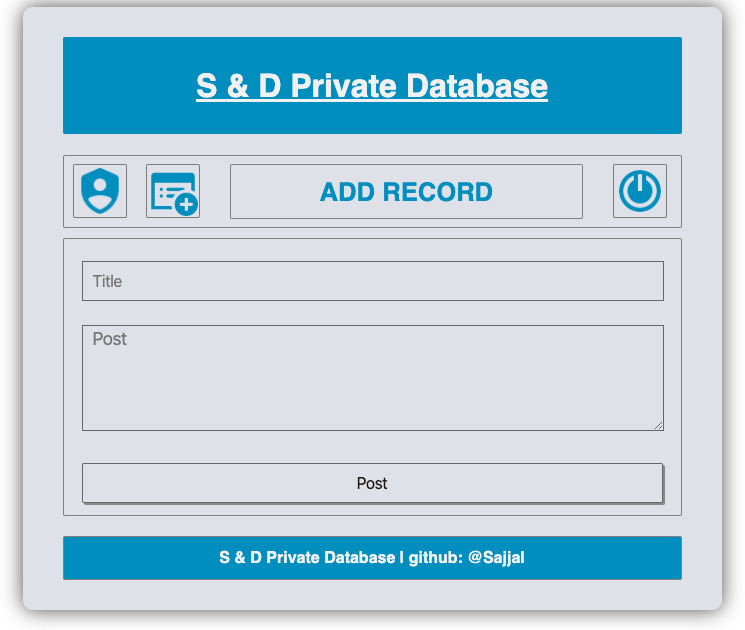 S & D Private Database
ADD RECORD
Title
Post
Post
S & D Private Database | github: @Sajjal